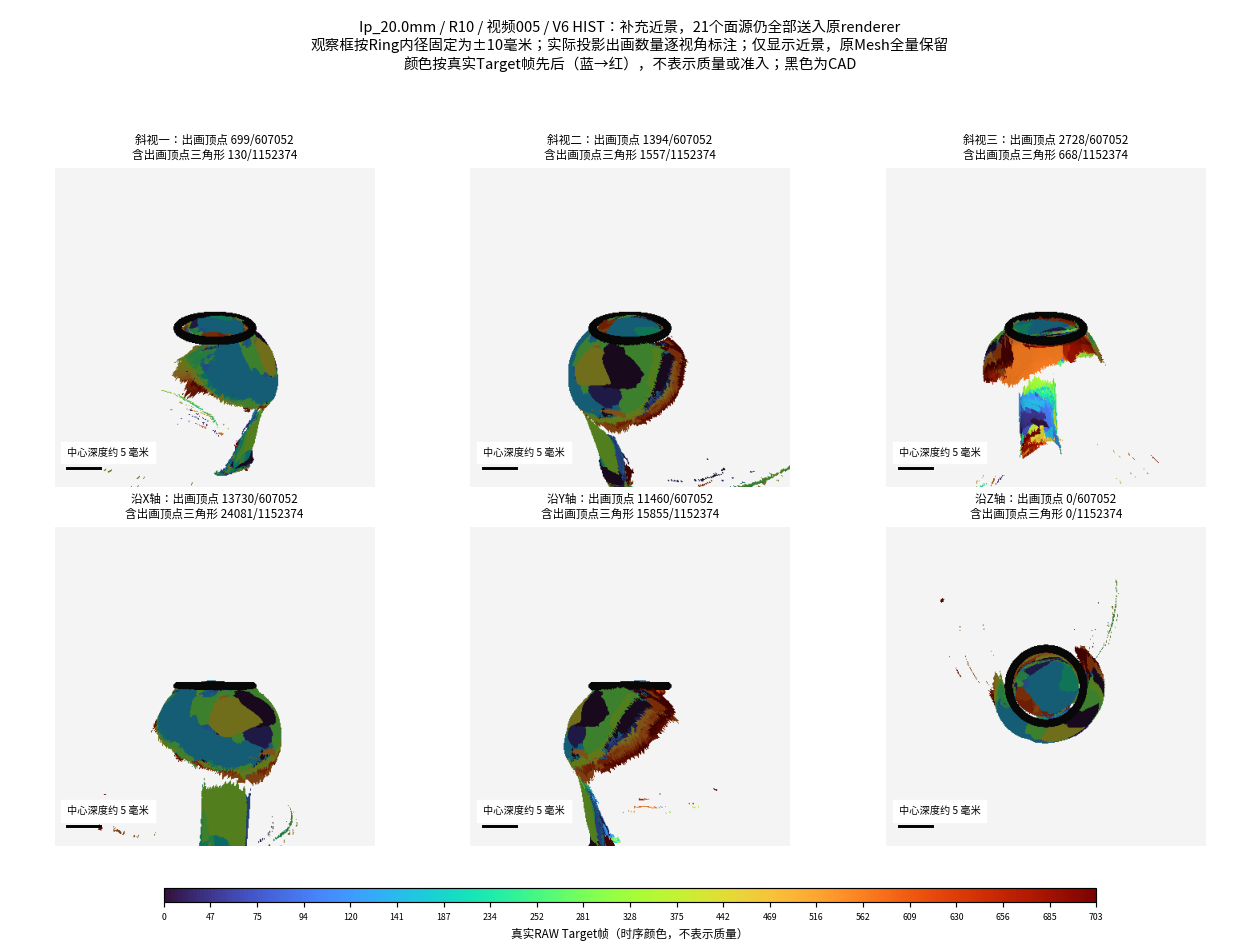 Ip_20.0mm / R10 / 视频005 / V6 HIST：补充近景，21个面源仍全部送入原renderer
观察框按Ring内径固定为±10毫米；实际投影出画数量逐视角标注；仅显示近景，原Mesh全量保留
颜色按真实Target帧先后（蓝→红），不表示质量或准入；黑色为CAD
斜视一：出画顶点 699/607052
含出画顶点三角形 130/1152374
斜视二：出画顶点 1394/607052
含出画顶点三角形 1557/1152374
斜视三：出画顶点 2728/607052
含出画顶点三角形 668/1152374
中心深度约 5 毫米
中心深度约 5 毫米
中心深度约 5 毫米
沿X轴：出画顶点 13730/607052
含出画顶点三角形 24081/1152374
沿Y轴：出画顶点 11460/607052
含出画顶点三角形 15855/1152374
沿Z轴：出画顶点 0/607052
含出画顶点三角形 0/1152374
中心深度约 5 毫米
中心深度约 5 毫米
中心深度约 5 毫米
0 47 75 94 120 141 187 234 252 281 328 375 442 469 516 562 609 630 656 685 703
真实RAW Target帧（时序颜色，不表示质量）